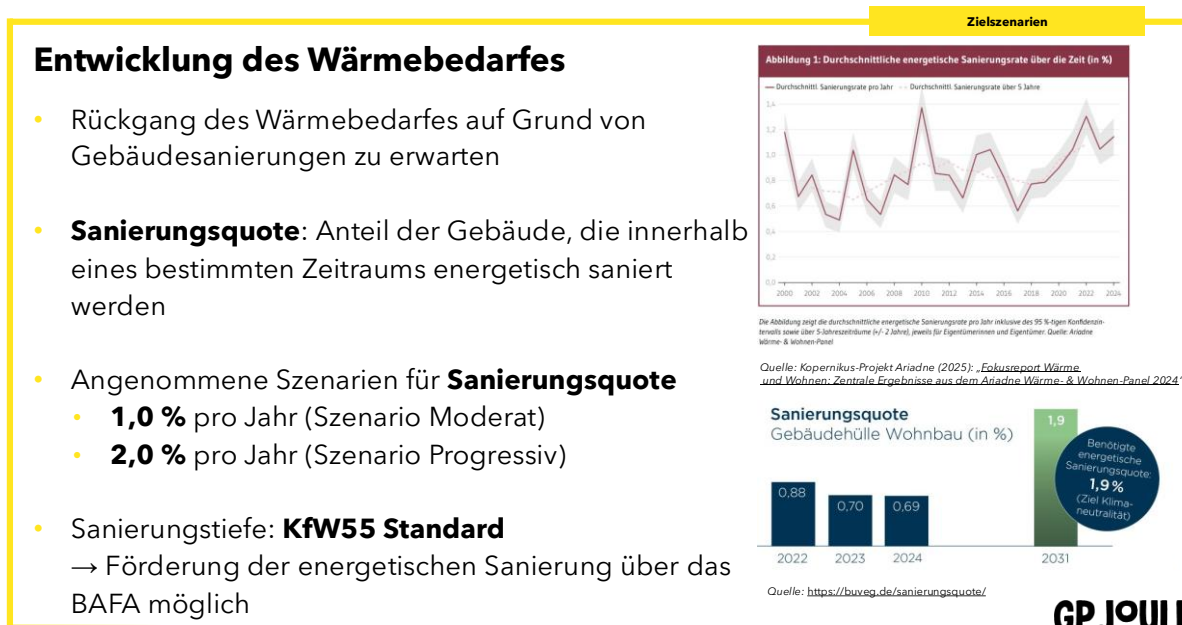 Zielszenarien
Entwicklung des Wärmebedarfes
• Rückgang des Wärmebedarfes auf Grund von
Gebäudesanierungen zu erwarten
• Sanierungsquote: Anteil der Gebäude, die innerhalb
eines bestimmten Zeitraums energetisch saniert
werden
• Angenommene Szenarien für Sanierungsquote
• 1,0 % pro Jahr (Szenario Moderat)
• 2,0 % pro Jahr (Szenario Progressiv)
• Sanierungstiefe: KfW55 Standard
→ Förderung der energetischen Sanierung über das
BAFA möglich
Abbildung 1: Durchschnittliche energetische Sanierungsrate über die Zeit (in %)
Durchschnittl. Sanierungsrate pro Jahr Durchschnittl. Sanierungsrate über 5 Jahre
1,4
1,2
1,0
0,8
0,6
0,4
0,2
0,0
2000 2002 2004 2006 2008 2010 2012 2014 2016 2018 2020 2022 2024
Die Abbildung zeigt die durchschnittliche energetische Sanierungsrate pro Jahr inklusive des 95 %-tigen Konfidenzin-
tervalls sowie über 5-Jahreszeiträume (+/- 2 Jahre), jeweils für Eigentümerinnen und Eigentümer. Quelle: Ariadne
Wärme- & Wohnen-Panel
Quelle: Kopernikus-Projekt Ariadne (2025): „Fokusreport Wärme
und Wohnen: Zentrale Ergebnisse aus dem Ariadne Wärme- & Wohnen-Panel 2024“
Sanierungsquote
Gebäudehülle Wohnbau (in %)
0,88
0,70
0,69
1,9
Benötigte
energetische
Sanierungsquote:
1,9 %
(Ziel Klima-
neutralität)
2022 2023 2024 2031
Quelle: https://buveg.de/sanierungsquote/
GP JOULE